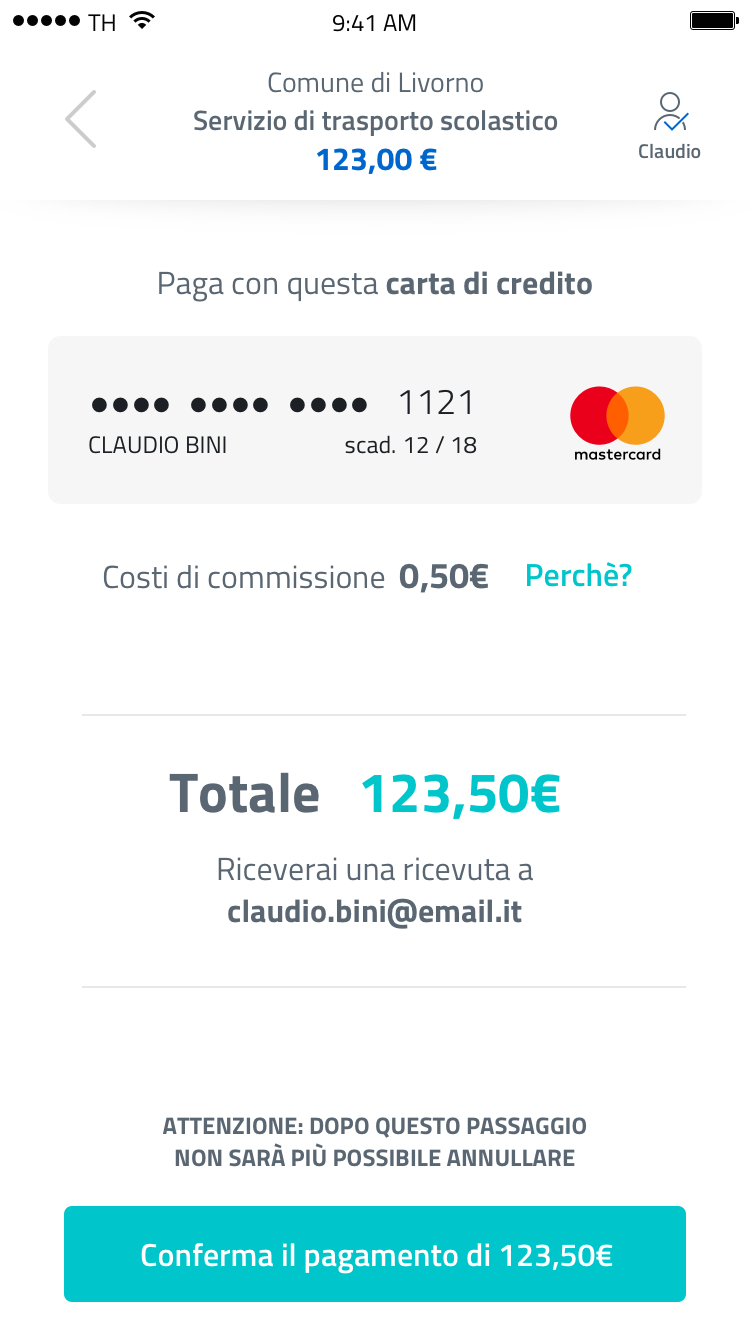 TH 9:41 AM
Comune di Livorno
Servizio di trasporto scolastico
123,00 €
Claudio
Paga con questa carta di credito
●●●● ●●●● ●●●● 1121
CLAUDIO BINI scad. 12 / 18
mastercard
Costi di commissione 0,50€ Perchè?
Totale 123,50€
Riceverai una ricevuta a
claudio.bini@email.it
ATTENZIONE: DOPO QUESTO PASSAGGIO
NON SARÀ PIÙ POSSIBILE ANNULLARE
Conferma il pagamento di 123,50€